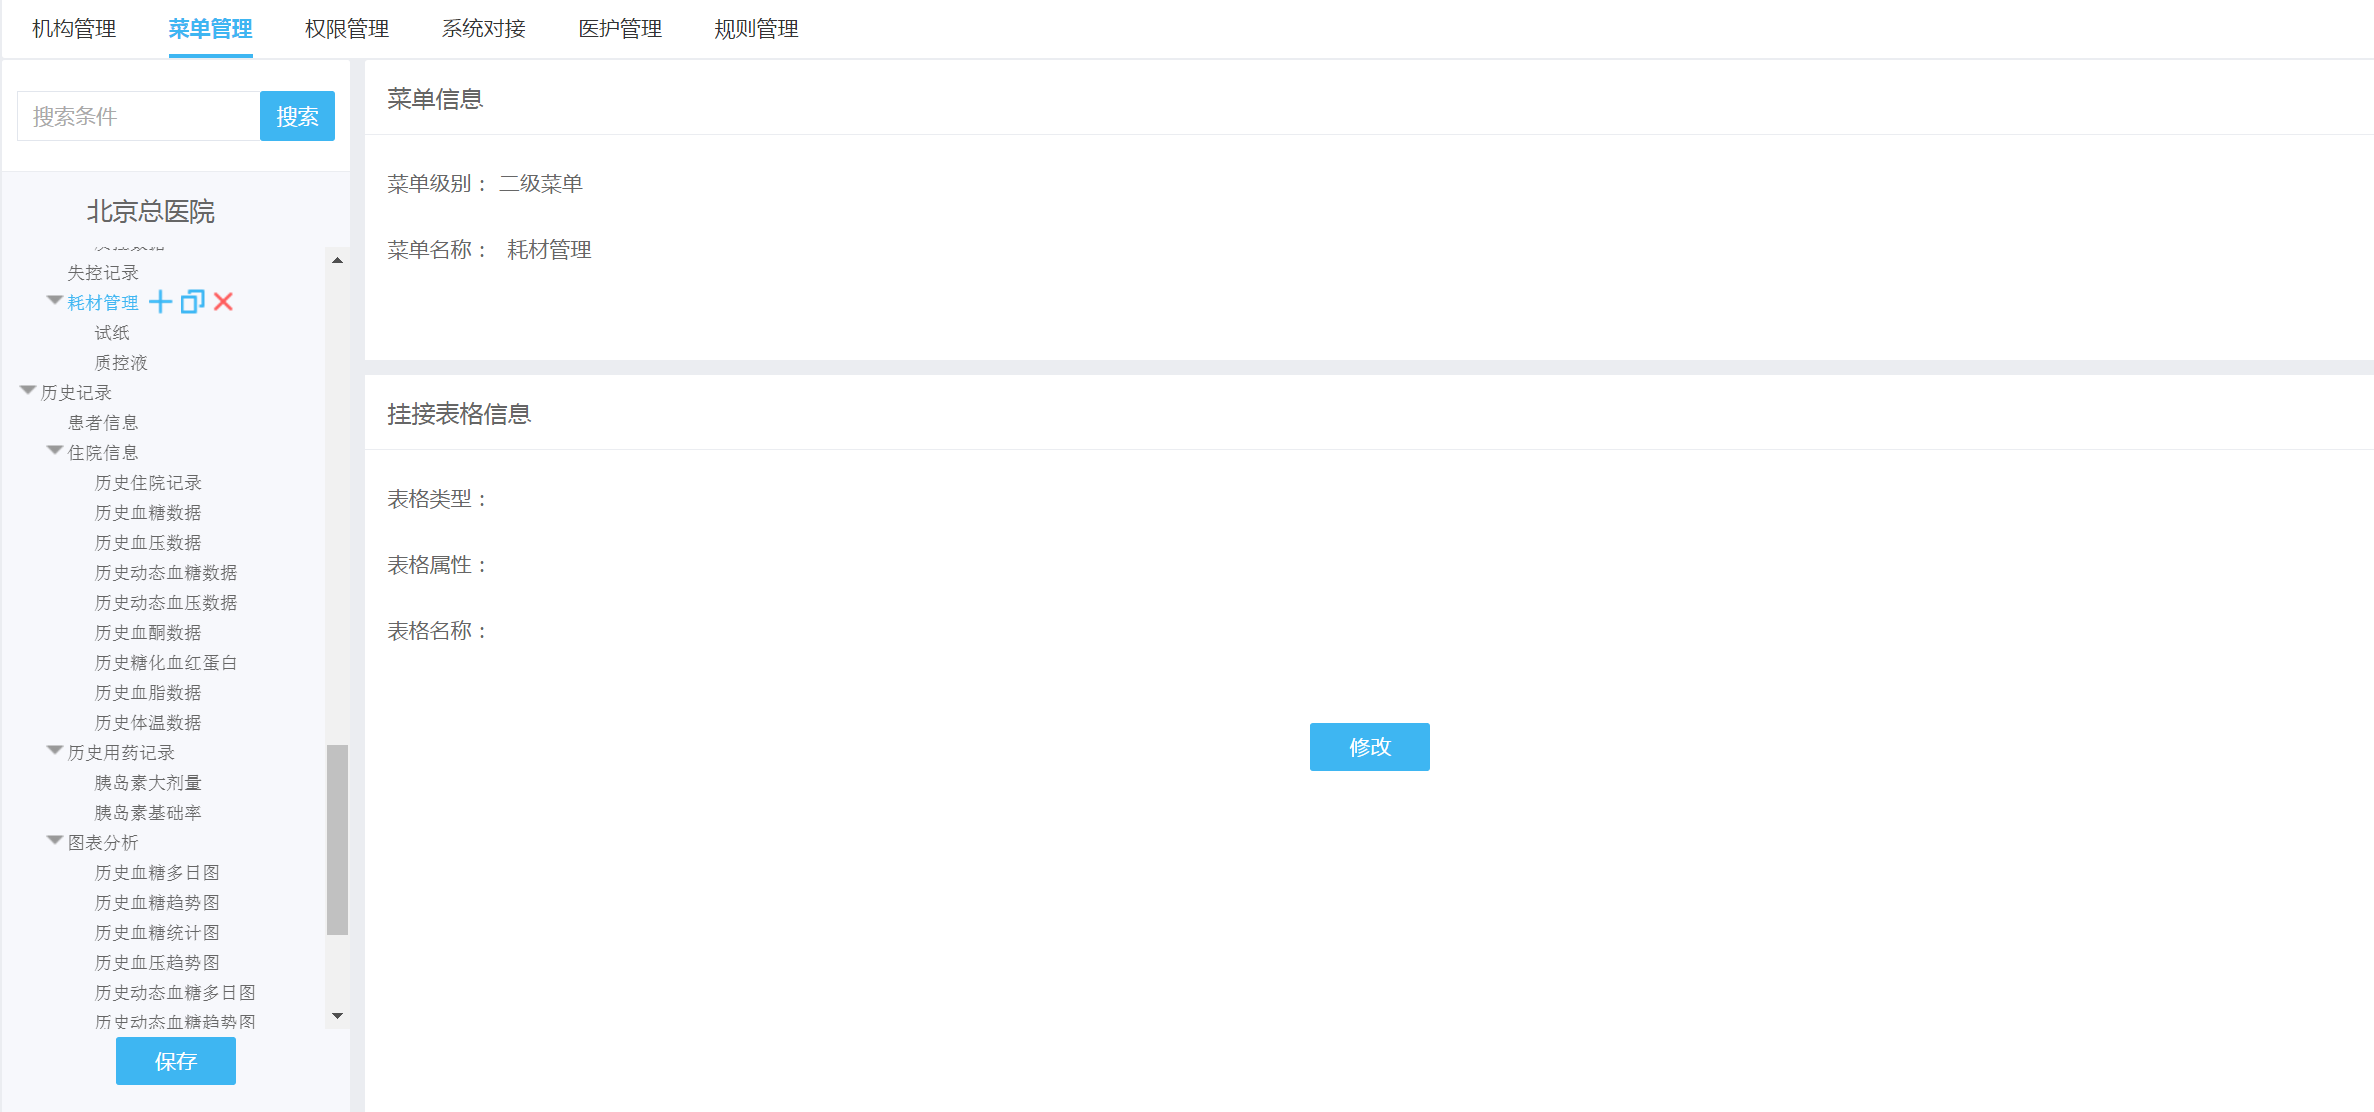 机构管理 菜单管理 权限管理 系统对接 医护管理 规则管理
搜索条件 搜索
北京总医院
失控记录
耗材管理
试纸
质控液
历史记录
患者信息
住院信息
历史住院记录
历史血糖数据
历史血压数据
历史动态血糖数据
历史动态血压数据
历史血酮数据
历史糖化血红蛋白
历史血脂数据
历史体温数据
历史用药记录
胰岛素大剂量
胰岛素基础率
图表分析
历史血糖多日图
历史血糖趋势图
历史血糖统计图
历史血压趋势图
历史动态血糖多日图
历史动态血糖趋势图
保存
菜单信息
菜单级别： 二级菜单
菜单名称： 耗材管理
挂接表格信息
表格类型：
表格属性：
表格名称：
修改